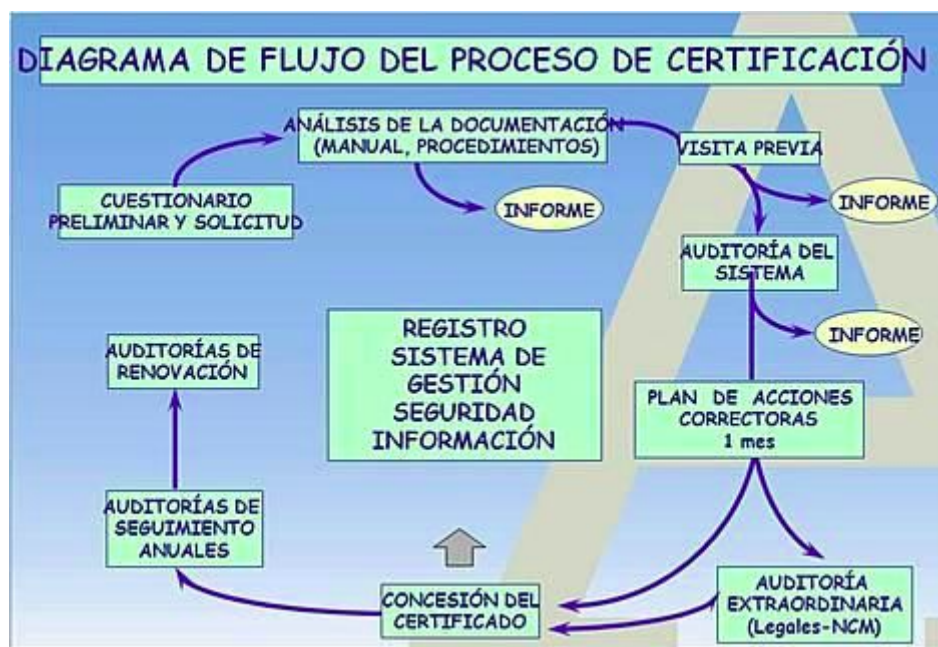 DIAGRAMA DE FLUJO DEL PROCESO DE CERTIFICACIÓN
ANÁLISIS DE LA DOCUMENTACIÓN
(MANUAL, PROCEDIMIENTOS)
VISITA PREVIA
CUESTIONARIO
PRELIMINAR Y SOLICITUD
INFORME
INFORME
AUDITORÍA DEL
SISTEMA
INFORME
REGISTRO
SISTEMA DE
GESTIÓN
SEGURIDAD
INFORMACIÓN
AUDITORÍAS DE
RENOVACIÓN
PLAN DE ACCIONES
CORRECTORAS
1 mes
AUDITORÍAS DE
SEGUIMIENTO
ANUALES
CONCESIÓN DEL
CERTIFICADO
AUDITORÍA
EXTRAORDINARIA
(Legales-NCM)